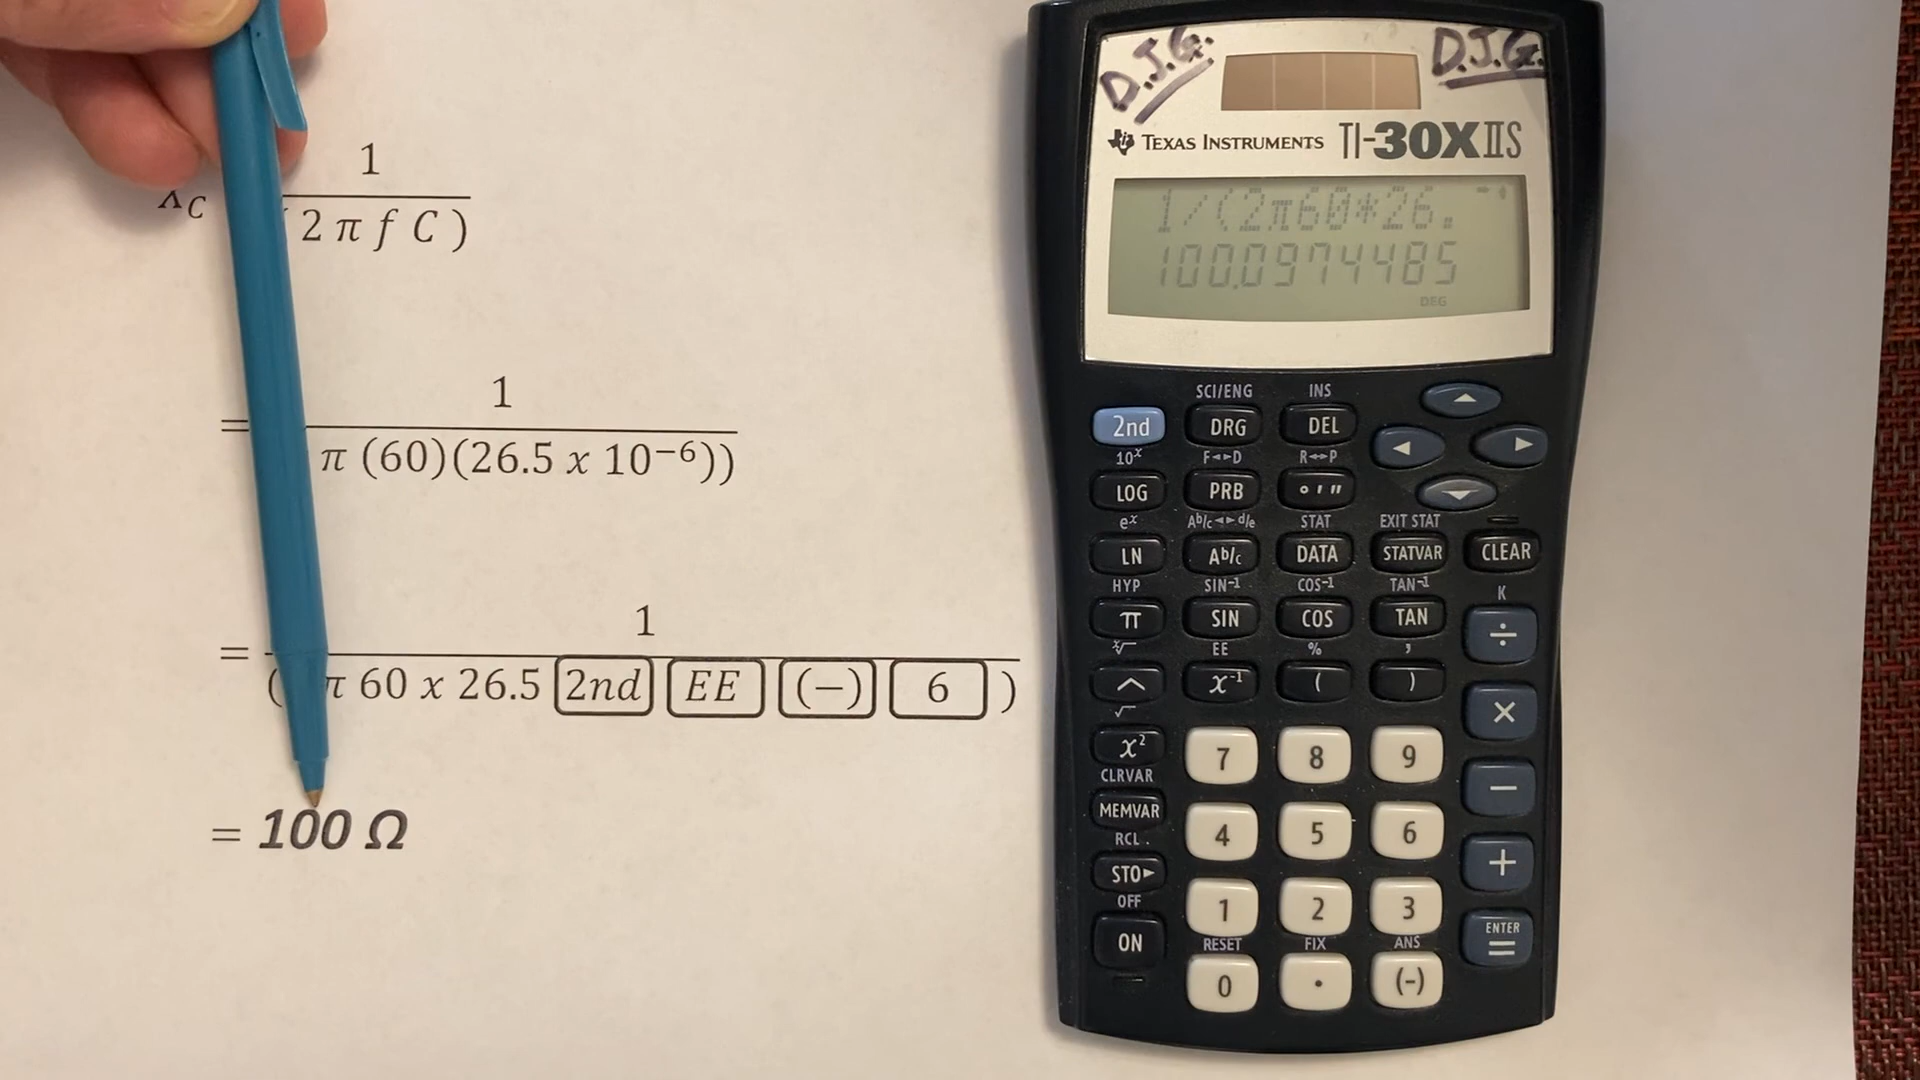 1
C
2 π f C )
1
=
π (60)(26.5 x 10⁻⁶))
1
=
( π 60 x 26.5 2nd EE (−) 6 )
= 100 Ω
D.J.G. D.J.G.
TEXAS INSTRUMENTS TI-30XIIS
1/(2π60*26.
100.0974485
DEG
SCI/ENG INS
2nd DRG DEL
10ˣ F◄►D R◄►P
LOG PRB ° ′ ″
eˣ Ab/c◄►d/e STAT EXIT STAT
LN Ab/c DATA STATVAR CLEAR
HYP SIN⁻¹ COS⁻¹ TAN⁻¹ K
π SIN COS TAN ÷
ˣ√ EE % ,
^ x⁻¹ ( ) ×
√
x² 7 8 9 −
CLRVAR
MEMVAR 4 5 6
RCL +
STO► 1 2 3
OFF ENTER
ON =
RESET FIX ANS
0 . (-)